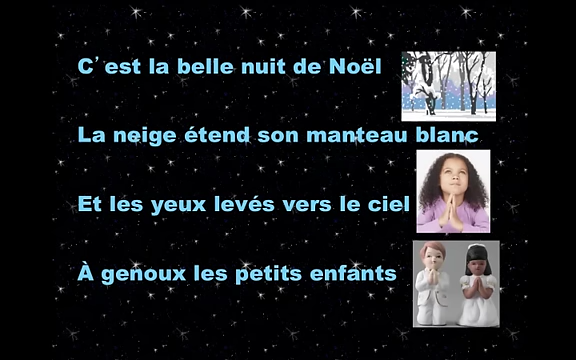 C’est la belle nuit de Noël
La neige étend son manteau blanc
Et les yeux levés vers le ciel
À genoux les petits enfants